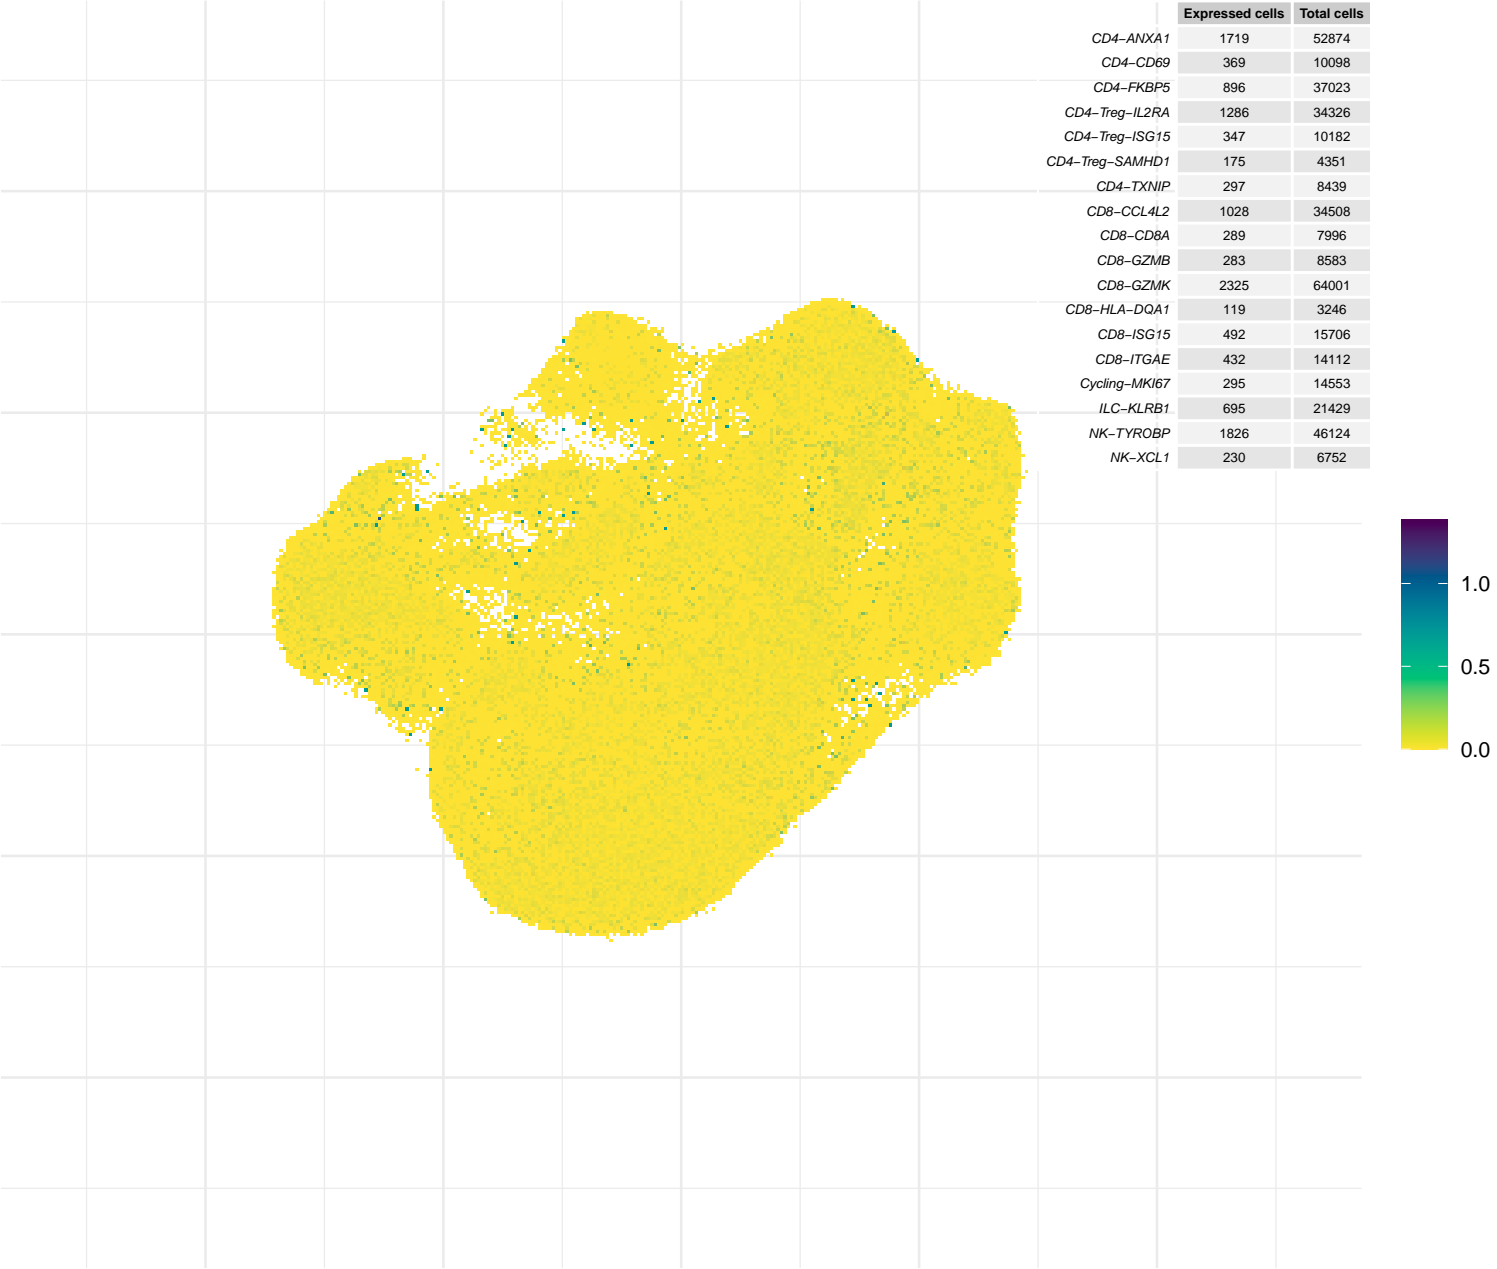 Expressed cells Total cells
CD4−ANXA1 1719 52874
CD4−CD69 369 10098
CD4−FKBP5 896 37023
CD4−Treg−IL2RA 1286 34326
CD4−Treg−ISG15 347 10182
CD4−Treg−SAMHD1 175 4351
CD4−TXNIP 297 8439
CD8−CCL4L2 1028 34508
CD8−CD8A 289 7996
CD8−GZMB 283 8583
CD8−GZMK 2325 64001
CD8−HLA−DQA1 119 3246
CD8−ISG15 492 15706
CD8−ITGAE 432 14112
Cycling−MKI67 295 14553
ILC−KLRB1 695 21429
NK−TYROBP 1826 46124
NK−XCL1 230 6752
1.0
0.5
0.0